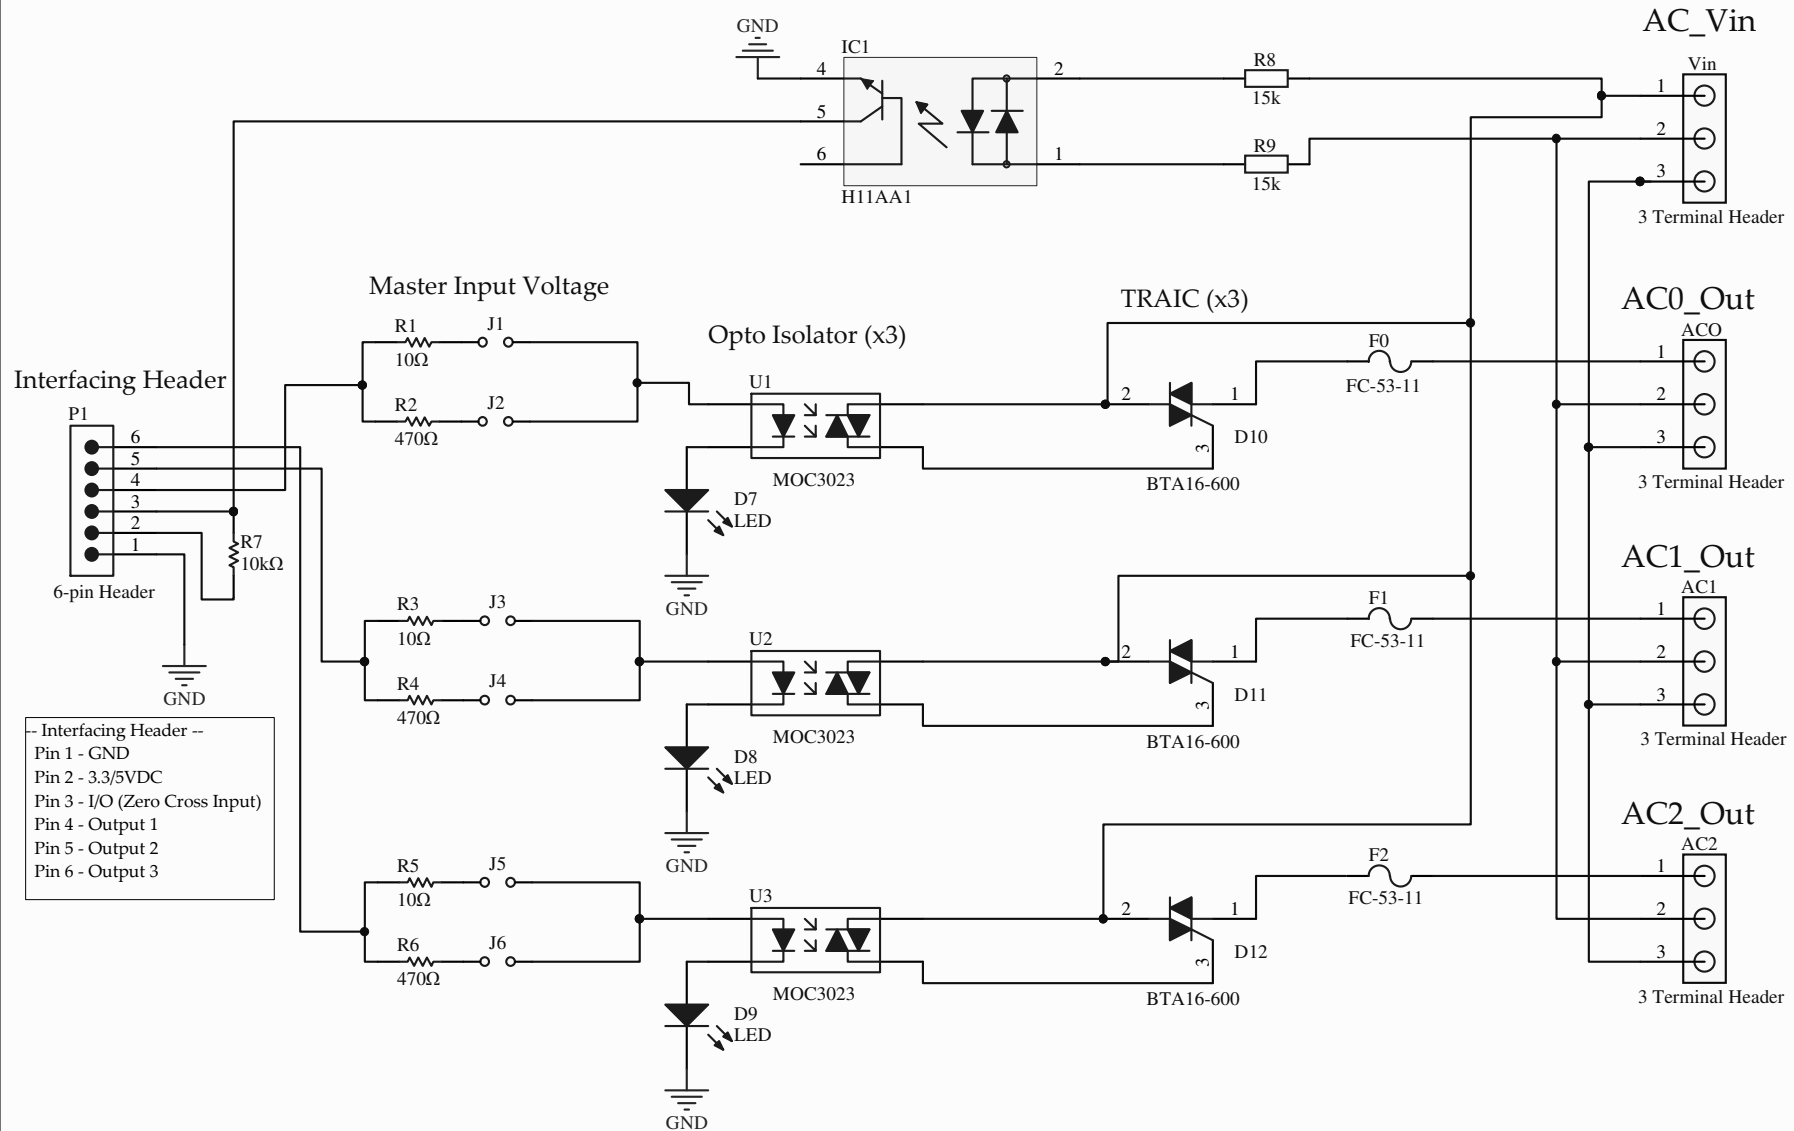 AC_Vin
GND
IC1
4
5
6
2
1
H11AA1
R8
15k
R9
15k
Vin
1
2
3
3 Terminal Header
Master Input Voltage
R1
10Ω
J1
R2
470Ω
J2
Opto Isolator (x3)
U1
MOC3023
D7
LED
GND
TRAIC (x3)
2
1
3
D10
BTA16-600
F0
FC-53-11
AC0_Out
ACO
1
2
3
3 Terminal Header
Interfacing Header
P1
6
5
4
3
2
1
6-pin Header
R7
10kΩ
GND
R3
10Ω
J3
R4
470Ω
J4
U2
MOC3023
D8
LED
GND
2
1
3
D11
BTA16-600
F1
FC-53-11
AC1_Out
AC1
1
2
3
3 Terminal Header
-- Interfacing Header --
Pin 1 - GND
Pin 2 - 3.3/5VDC
Pin 3 - I/O (Zero Cross Input)
Pin 4 - Output 1
Pin 5 - Output 2
Pin 6 - Output 3
R5
10Ω
J5
R6
470Ω
J6
U3
MOC3023
D9
LED
GND
2
1
3
D12
BTA16-600
F2
FC-53-11
AC2_Out
AC2
1
2
3
3 Terminal Header